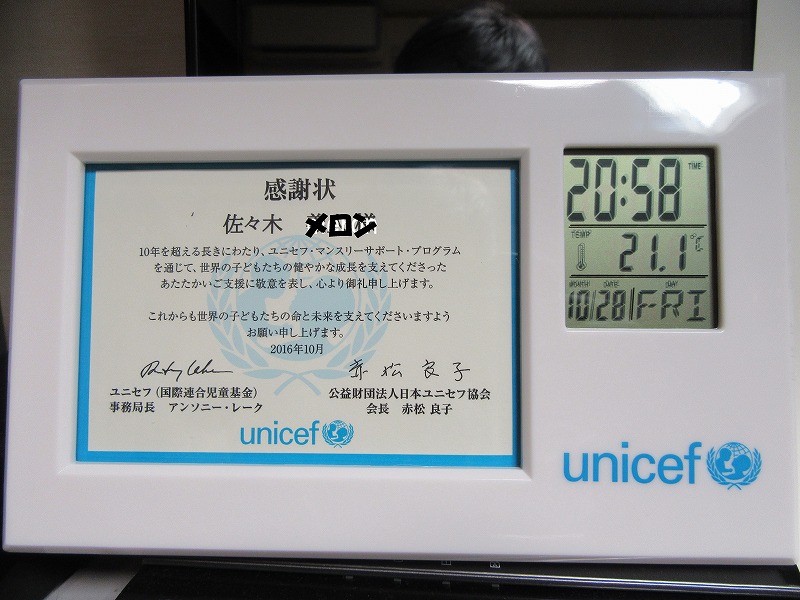 感謝状
佐々木 メロン
10年を超える長きにわたり、ユニセフ・マンスリーサポート・プログラム
を通じて、世界の子どもたちの健やかな成長を支えてくださった
あたたかいご支援に敬意を表し、心より御礼申し上げます。
これからも世界の子どもたちの命と未来を支えてくださいますよう
お願い申し上げます。
2016年10月
赤松良子
ユニセフ(国際連合児童基金)
事務局長 アンソニー・レーク
公益財団法人日本ユニセフ協会
会長 赤松 良子
unicef
20:58 TIME
TEMP 21.1°C
MONTH DATE DAY
10/28 FRI
unicef